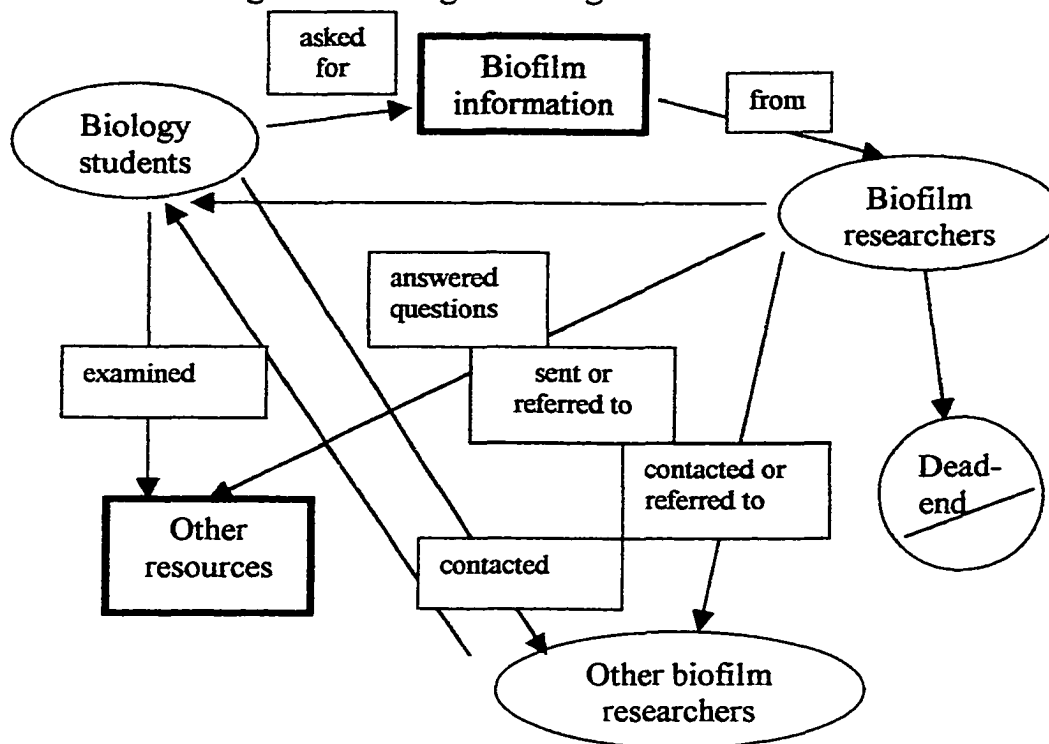 asked
for
Biofilm
information
from
Biology
students
Biofilm
researchers
answered
questions
examined
sent or
referred to
contacted or
referred to
Dead-
end
Other
resources
contacted
Other biofilm
researchers